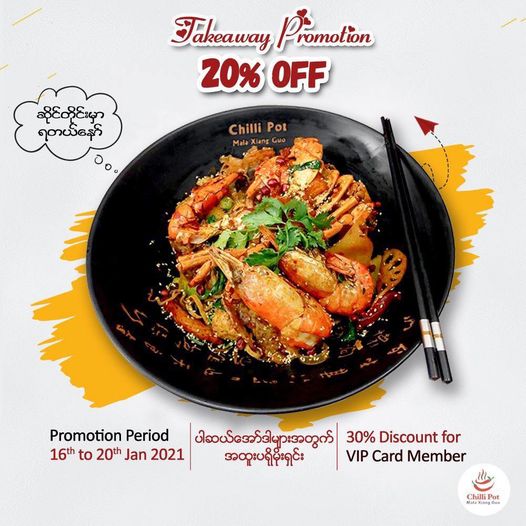 Takeaway Promotion
20% OFF
ဆိုင်တိုင်းမှာ
ရတယ်နော်
Chilli Pot
Mala Xiang Guo
Promotion Period
16th to 20th Jan 2021
ပါဆယ်အော်ဒါများအတွက်
အထူးပရိုမိုးရှင်း
30% Discount for
VIP Card Member
Chilli Pot
Mala Xiang Guo